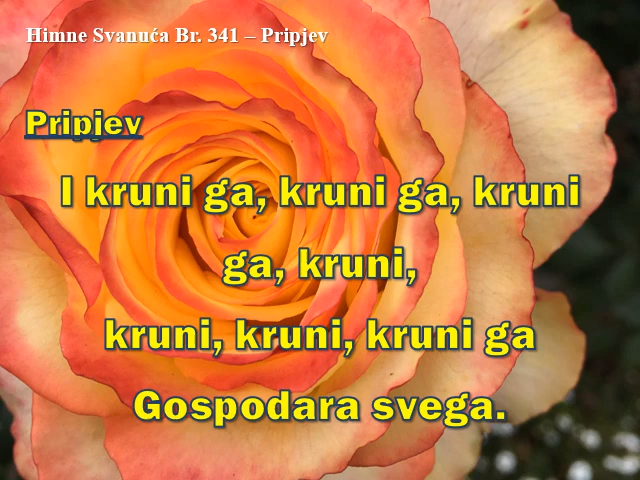 Himne Svanuća Br. 341 – Pripjev
Pripjev
I kruni ga, kruni ga, kruni
ga, kruni,
kruni, kruni, kruni ga
Gospodara svega.